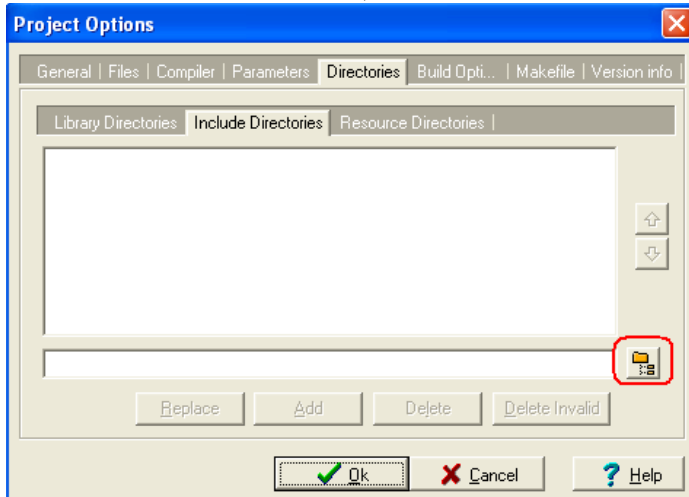 Project Options
General | Files | Compiler | Parameters Directories Build Opti... | Makefile | Version info |
Library Directories Include Directories Resource Directories |
Replace Add Delete Delete Invalid
Ok Cancel ? Help